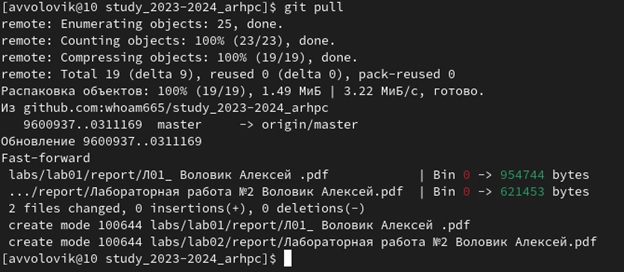 [avvolovik@10 study_2023-2024_arhpc]$ git pull
remote: Enumerating objects: 25, done.
remote: Counting objects: 100% (23/23), done.
remote: Compressing objects: 100% (19/19), done.
remote: Total 19 (delta 9), reused 0 (delta 0), pack-reused 0
Распаковка объектов: 100% (19/19), 1.49 МиБ | 3.22 МиБ/с, готово.
Из github.com:whoam665/study_2023-2024_arhpc
   9600937..0311169  master     -> origin/master
Обновление 9600937..0311169
Fast-forward
 labs/lab01/report/Л01_ Воловик Алексей .pdf            | Bin 0 -> 954744 bytes
 .../report/Лабораторная работа №2 Воловик Алексей.pdf  | Bin 0 -> 621453 bytes
 2 files changed, 0 insertions(+), 0 deletions(-)
 create mode 100644 labs/lab01/report/Л01_ Воловик Алексей .pdf
 create mode 100644 labs/lab02/report/Лабораторная работа №2 Воловик Алексей.pdf
[avvolovik@10 study_2023-2024_arhpc]$